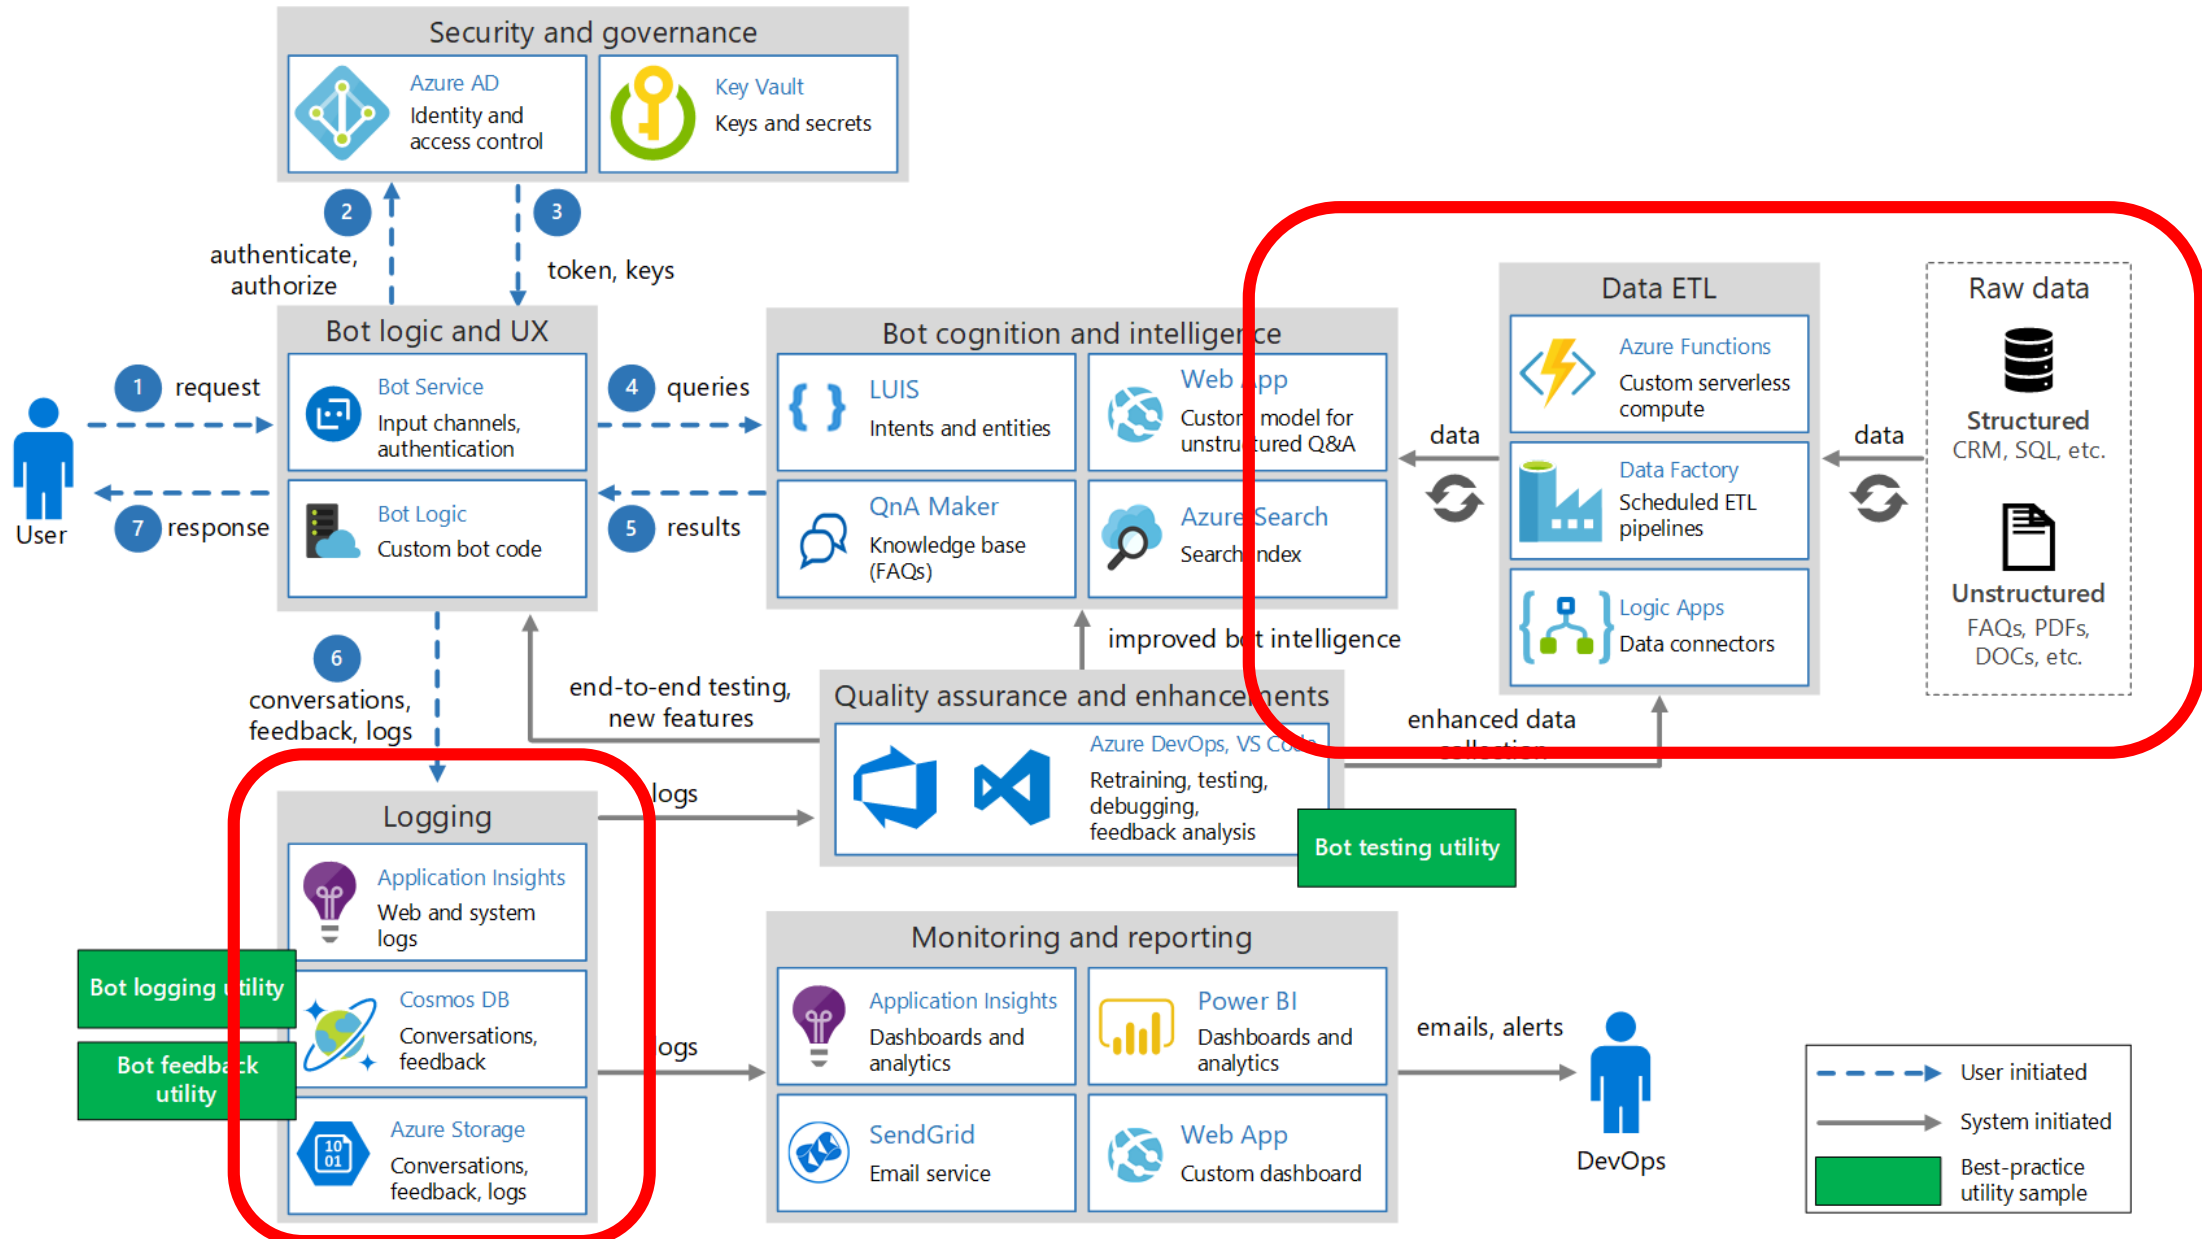 Security and governance
Azure AD
Identity and
access control
Key Vault
Keys and secrets
2
authenticate,
authorize
3
token, keys
Bot logic and UX
Bot Service
Input channels,
authentication
Bot Logic
Custom bot code
1
request
7
response
User
4
queries
5
results
Bot cognition and intelligence
LUIS
Intents and entities
Web App
Custom model for
unstructured Q&A
QnA Maker
Knowledge base
(FAQs)
Azure Search
Search index
data
Data ETL
Azure Functions
Custom serverless
compute
Data Factory
Scheduled ETL
pipelines
Logic Apps
Data connectors
data
Raw data
Structured
CRM, SQL, etc.
Unstructured
FAQs, PDFs,
DOCs, etc.
6
conversations,
feedback, logs
end-to-end testing,
new features
improved bot intelligence
enhanced data
collection
Quality assurance and enhancements
Azure DevOps, VS Code
Retraining, testing,
debugging,
feedback analysis
Bot testing utility
Logging
Application Insights
Web and system
logs
Cosmos DB
Conversations,
feedback
Azure Storage
10
01
Conversations,
feedback, logs
Bot logging utility
Bot feedback
utility
logs
logs
Monitoring and reporting
Application Insights
Dashboards and
analytics
Power BI
Dashboards and
analytics
SendGrid
Email service
Web App
Custom dashboard
emails, alerts
DevOps
User initiated
System initiated
Best-practice
utility sample